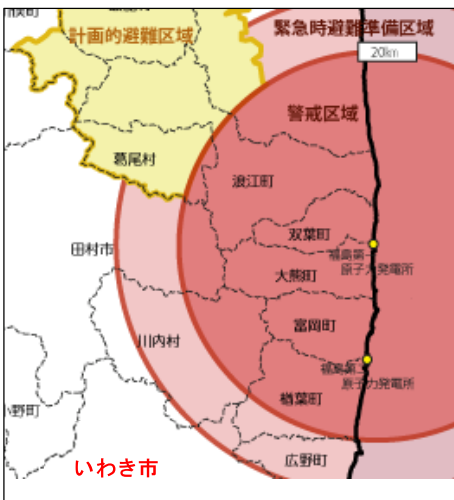 計画的避難区域
緊急時避難準備区域
20km
警戒区域
葛尾村
浪江町
双葉町
福島第一
原子力発電所
田村市
大熊町
富岡町
川内村
福島第二
原子力発電所
楢葉町
小野町
広野町
いわき市